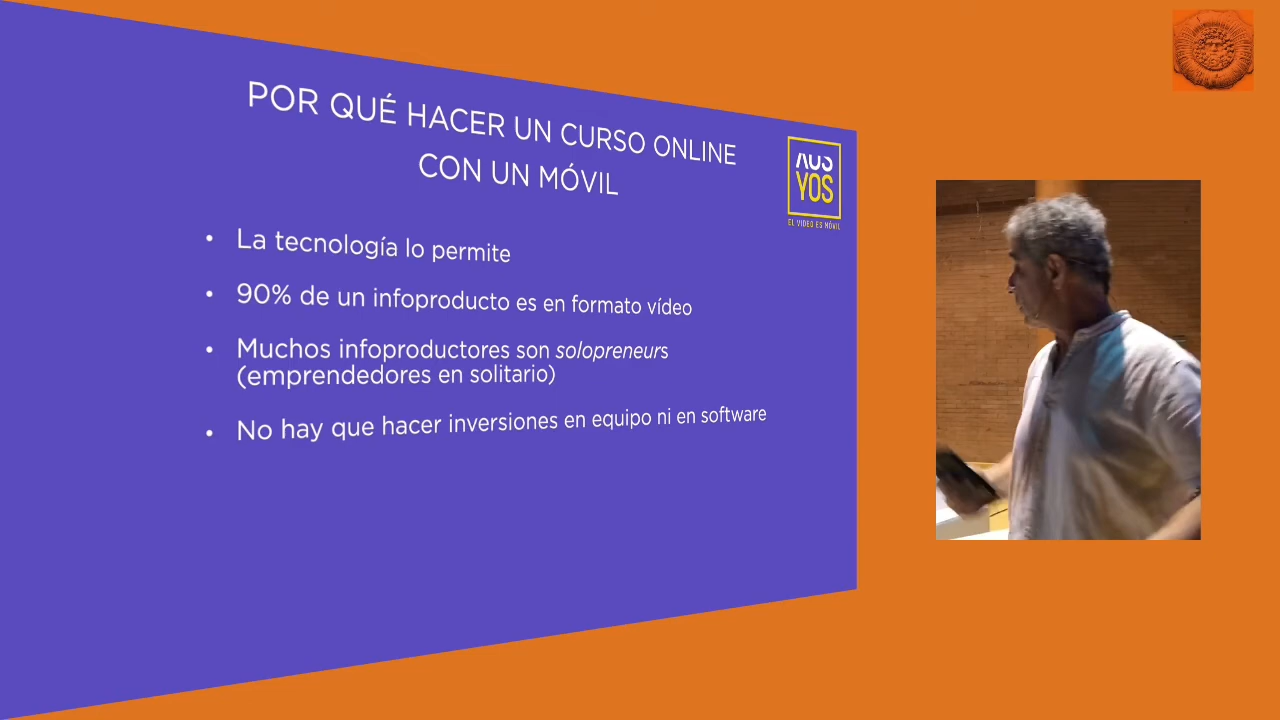 POR QUÉ HACER UN CURSO ONLINE
CON UN MÓVIL
AUS
YOS
EL VÍDEO ES MÓVIL
• La tecnología lo permite
• 90% de un infoproducto es en formato vídeo
• Muchos infoproductores son solopreneurs
(emprendedores en solitario)
• No hay que hacer inversiones en equipo ni en software